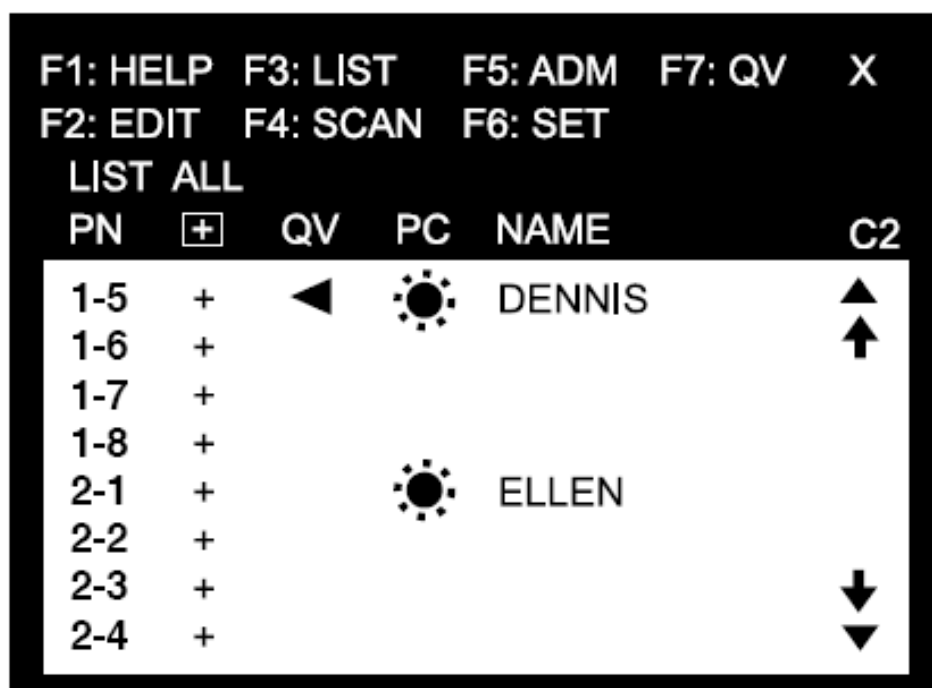 F1: HELP F3: LIST F5: ADM F7: QV X
F2: EDIT F4: SCAN F6: SET
LIST ALL
PN + QV PC NAME C2
1-5 + DENNIS
1-6 +
1-7 +
1-8 +
2-1 + ELLEN
2-2 +
2-3 +
2-4 +